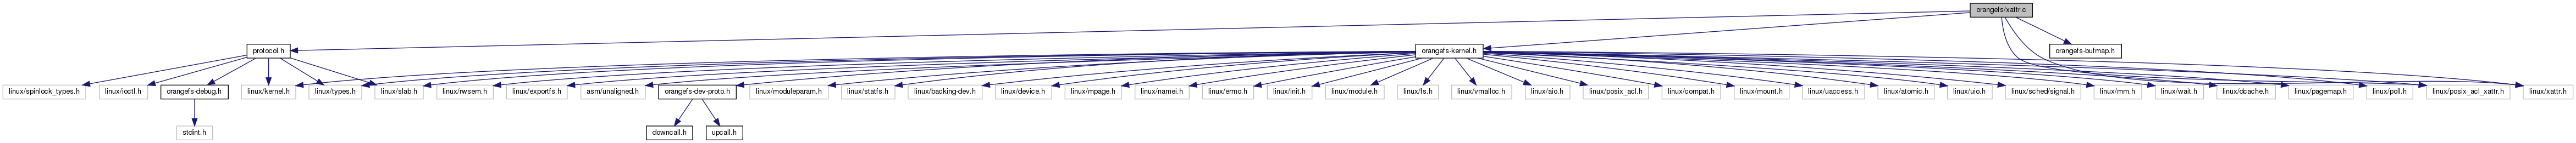 orangefs/xattr.c
protocol.h
orangefs-kernel.h
orangefs-bufmap.h
linux/spinlock_types.h
linux/ioctl.h
orangefs-debug.h
linux/kernel.h
linux/types.h
linux/slab.h
linux/rwsem.h
linux/exportfs.h
asm/unaligned.h
orangefs-dev-proto.h
linux/moduleparam.h
linux/statfs.h
linux/backing-dev.h
linux/device.h
linux/mpage.h
linux/namei.h
linux/errno.h
linux/init.h
linux/module.h
linux/fs.h
linux/vmalloc.h
linux/aio.h
linux/posix_acl.h
linux/compat.h
linux/mount.h
linux/uaccess.h
linux/atomic.h
linux/uio.h
linux/sched/signal.h
linux/mm.h
linux/wait.h
linux/dcache.h
linux/pagemap.h
linux/poll.h
linux/posix_acl_xattr.h
linux/xattr.h
stdint.h
downcall.h
upcall.h